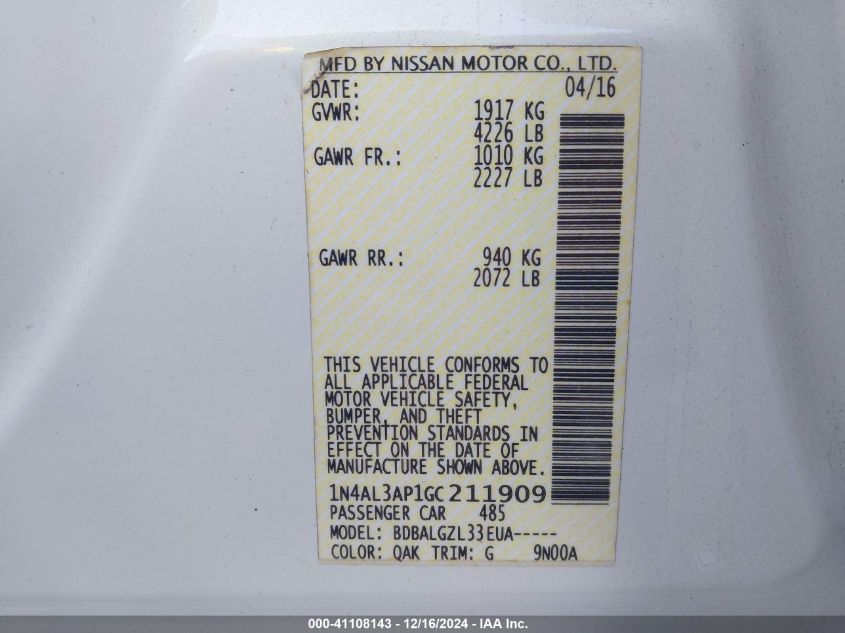 MFD BY NISSAN MOTOR CO., LTD.
DATE: 04/16
GVWR: 1917 KG
4226 LB
GAWR FR.: 1010 KG
2227 LB
GAWR RR.: 940 KG
2072 LB
THIS VEHICLE CONFORMS TO
ALL APPLICABLE FEDERAL
MOTOR VEHICLE SAFETY,
BUMPER, AND THEFT
PREVENTION STANDARDS IN
EFFECT ON THE DATE OF
MANUFACTURE SHOWN ABOVE.
1N4AL3AP1GC211909
PASSENGER CAR 485
MODEL: BDBALGZL33EUA-----
COLOR: QAK TRIM: G 9N00A
000-41108143 - 12/16/2024 - IAA Inc.